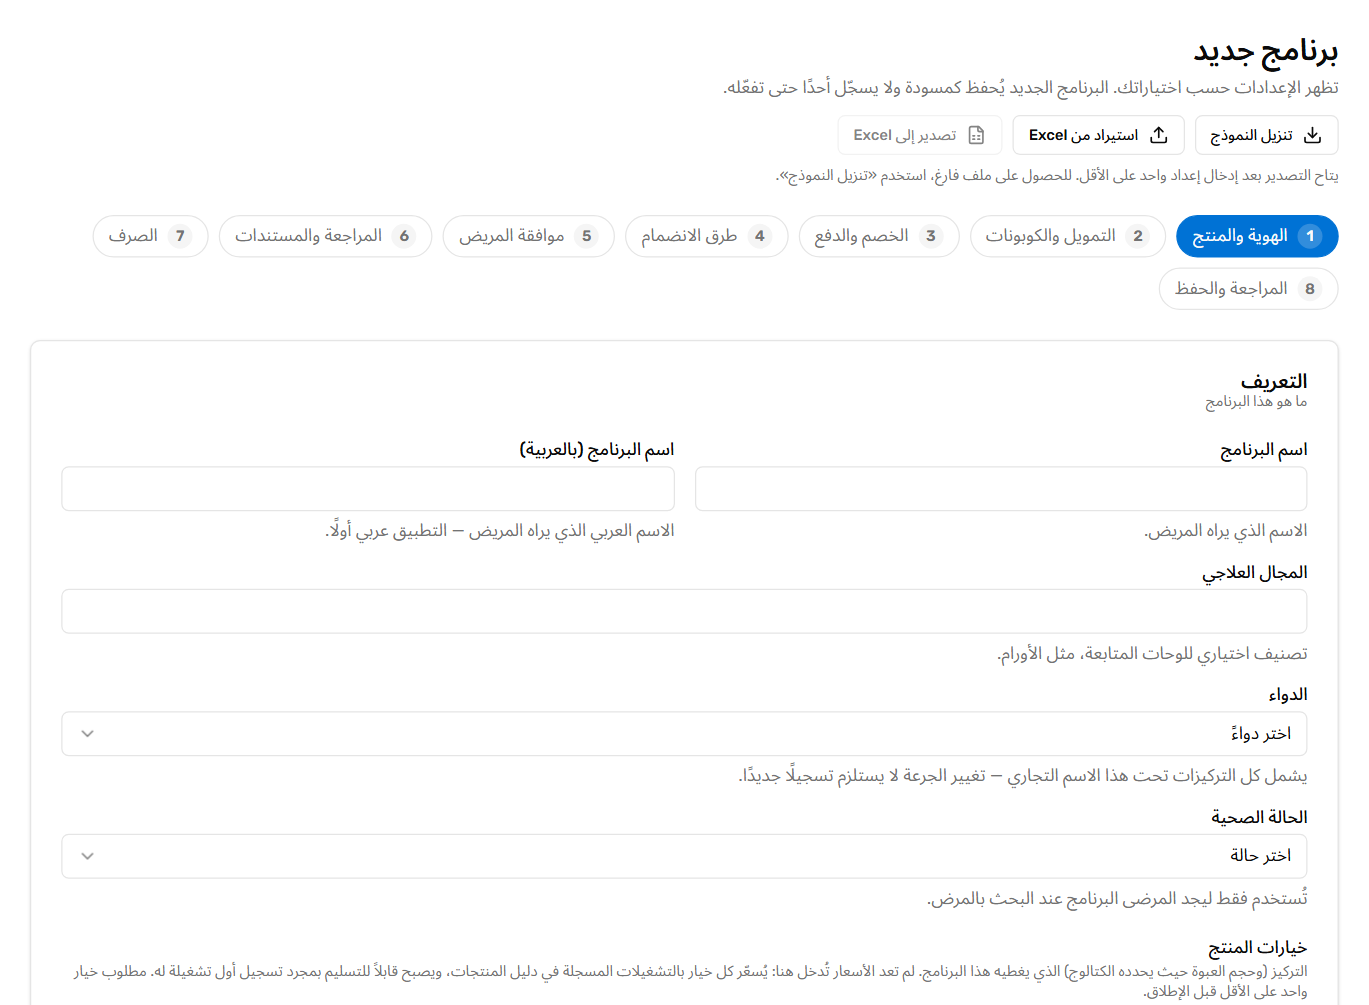 برنامج جديد
تظهر الإعدادات حسب اختياراتك. البرنامج الجديد يُحفظ كمسودة ولا يسجّل أحدًا حتى تفعّله.
تنزيل النموذج
استيراد من Excel
تصدير إلى Excel
يتاح التصدير بعد إدخال إعداد واحد على الأقل. للحصول على ملف فارغ، استخدم «تنزيل النموذج».
1 الهوية والمنتج
2 التمويل والكوبونات
3 الخصم والدفع
4 طرق الانضمام
5 موافقة المريض
6 المراجعة والمستندات
7 الصرف
8 المراجعة والحفظ
التعريف
ما هو هذا البرنامج
اسم البرنامج
الاسم الذي يراه المريض.
اسم البرنامج (بالعربية)
الاسم العربي الذي يراه المريض — التطبيق عربي أولًا.
المجال العلاجي
تصنيف اختياري للوحات المتابعة، مثل الأورام.
الدواء
اختر دواءً
يشمل كل التركيزات تحت هذا الاسم التجاري — تغيير الجرعة لا يستلزم تسجيلًا جديدًا.
الحالة الصحية
اختر حالة
تُستخدم فقط ليجد المرضى البرنامج عند البحث بالمرض.
خيارات المنتج
التركيز (وحجم العبوة حيث يحدده الكتالوج) الذي يغطيه هذا البرنامج. لم تعد الأسعار تُدخل هنا: يُسعّر كل خيار بالتشغيلات المسجلة في دليل المنتجات، ويصبح قابلاً للتسليم بمجرد تسجيل أول تشغيلة له. مطلوب خيار
واحد على الأقل قبل الإطلاق.